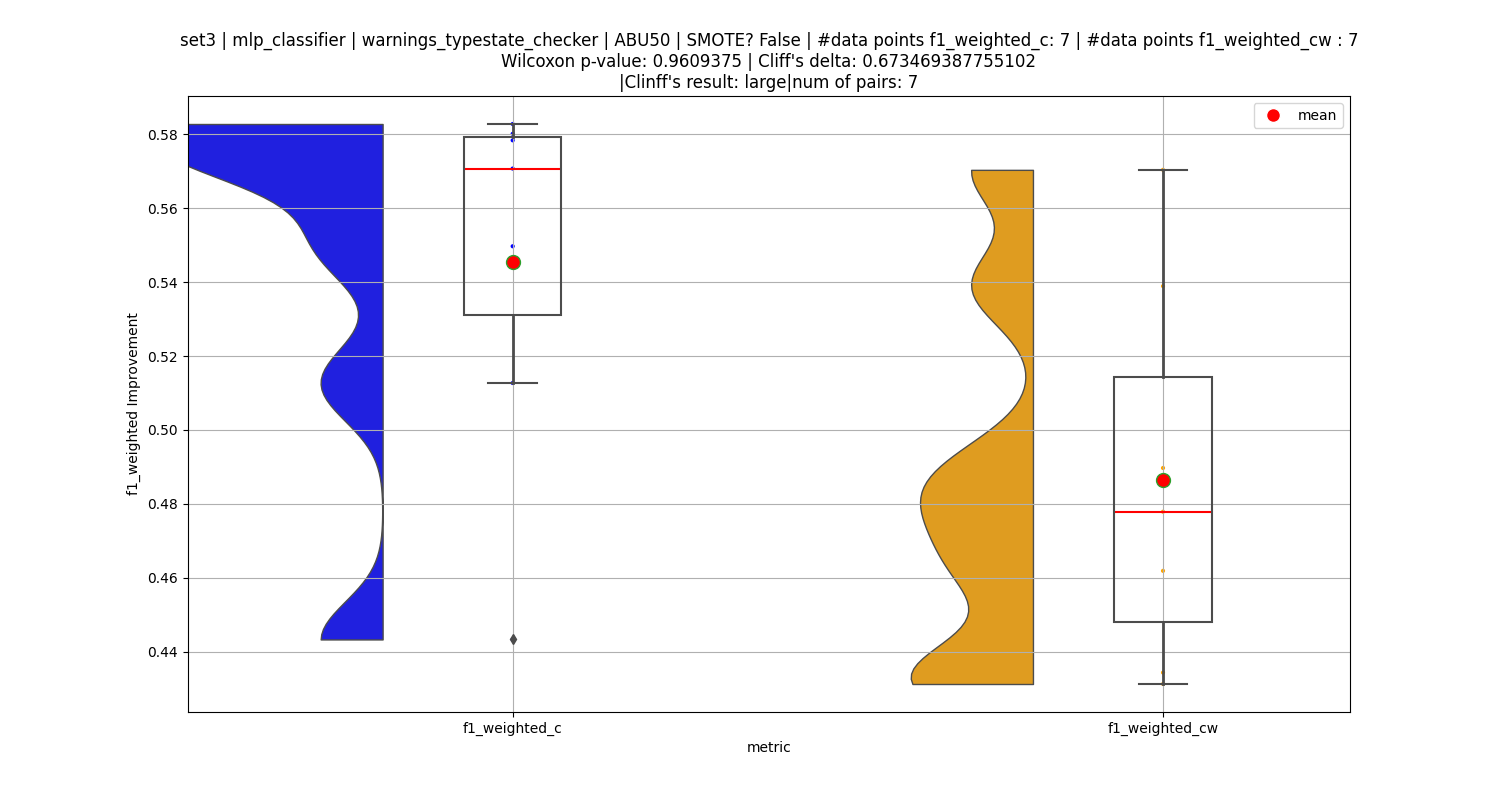 set3 | mlp_classifier | warnings_typestate_checker | ABU50 | SMOTE? False | #data points f1_weighted_c: 7 | #data points f1_weighted_cw : 7
Wilcoxon p-value: 0.9609375 | Cliff's delta: 0.673469387755102
|Clinff's result: large|num of pairs: 7
mean
0.58
0.56
0.54
0.52
0.50
0.48
0.46
0.44
f1_weighted Improvement
f1_weighted_c
f1_weighted_cw
metric